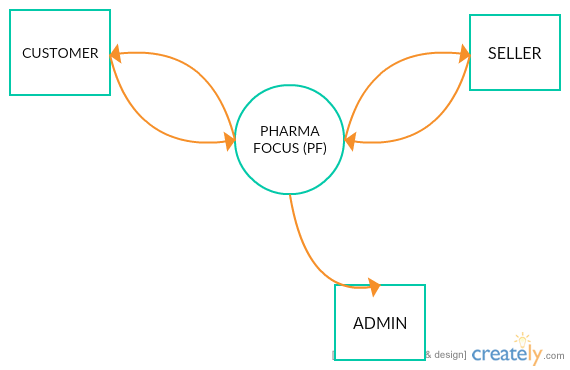 CUSTOMER
SELLER
PHARMA
FOCUS (PF)
ADMIN
[
& design]
creately.com